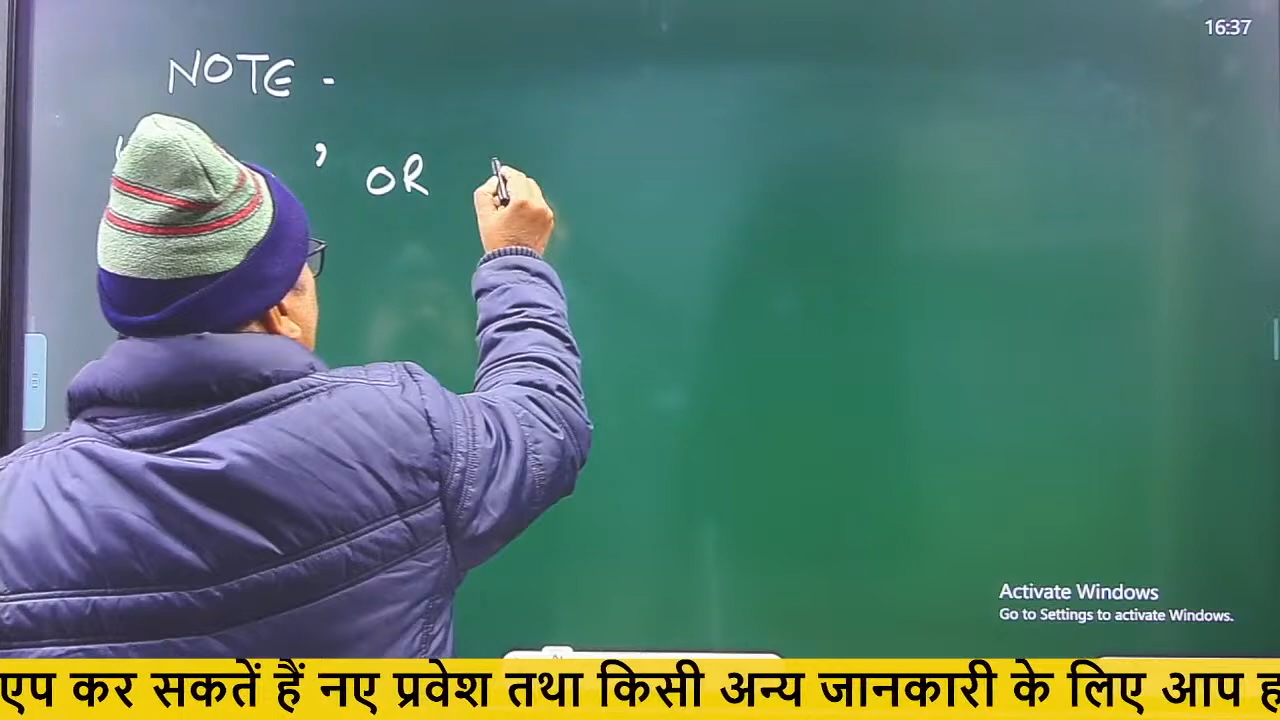 16:37
NOTE -
' ' OR
Activate Windows
Go to Settings to activate Windows.
एप कर सकतें हैं नए प्रवेश तथा किसी अन्य जानकारी के लिए आप ह